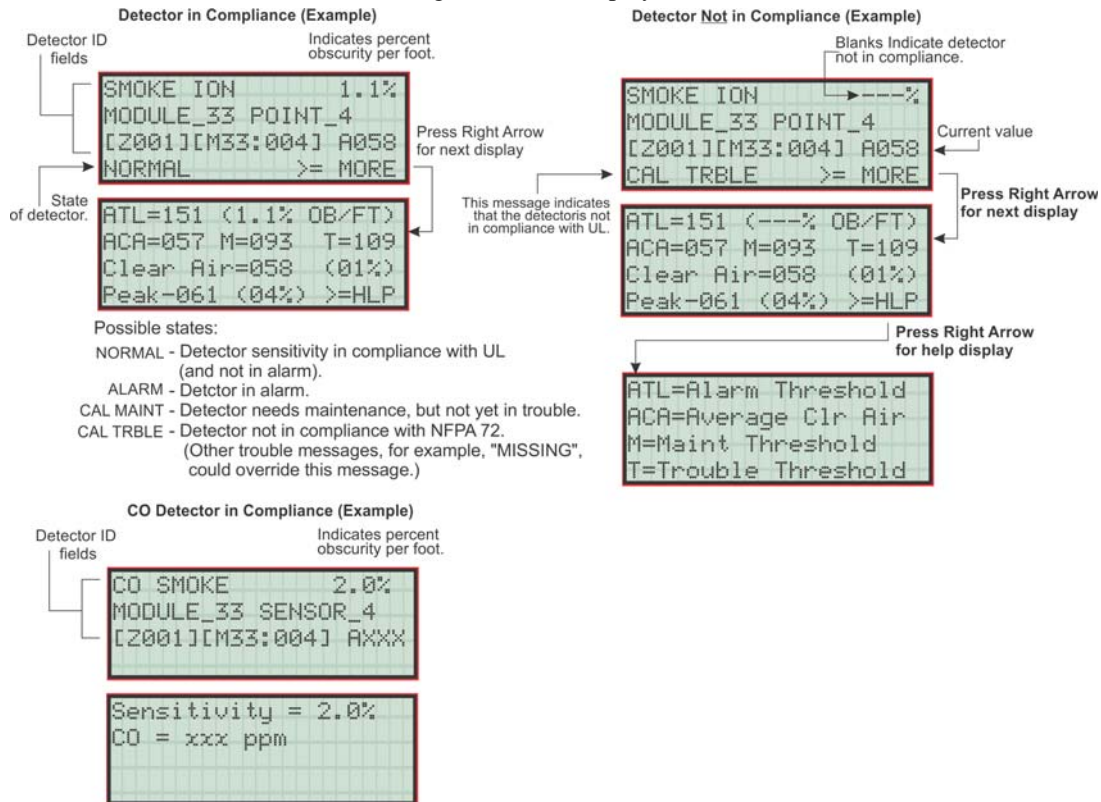 Detector in Compliance (Example)
Detector ID
fields
Indicates percent
obscurity per foot.
SMOKE ION 1.1%
MODULE_33 POINT_4
[Z001][M33:004] A058
NORMAL >= MORE
State
of detector.
Press Right Arrow
for next display
ATL=151 (1.1% OB/FT)
ACA=057 M=093 T=109
Clear Air=058 (01%)
Peak-061 (04%) >=HLP
Possible states:
NORMAL - Detector sensitivity in compliance with UL
(and not in alarm).
ALARM - Detctor in alarm.
CAL MAINT - Detector needs maintenance, but not yet in trouble.
CAL TRBLE - Detector not in compliance with NFPA 72.
(Other trouble messages, for example, "MISSING",
could override this message.)
Detector Not in Compliance (Example)
Blanks Indicate detector
not in compliance.
SMOKE ION ---%
MODULE_33 POINT_4
[Z001][M33:004] A058
CAL TRBLE >= MORE
Current value
This message indicates
that the detectoris not
in compliance with UL.
Press Right Arrow
for next display
ATL=151 (---% OB/FT)
ACA=057 M=093 T=109
Clear Air=058 (01%)
Peak-061 (04%) >=HLP
Press Right Arrow
for help display
ATL=Alarm Threshold
ACA=Average Clr Air
M=Maint Threshold
T=Trouble Threshold
CO Detector in Compliance (Example)
Detector ID
fields
Indicates percent
obscurity per foot.
CO SMOKE 2.0%
MODULE_33 SENSOR_4
[Z001][M33:004] AXXX
Sensitivity = 2.0%
CO = xxx ppm